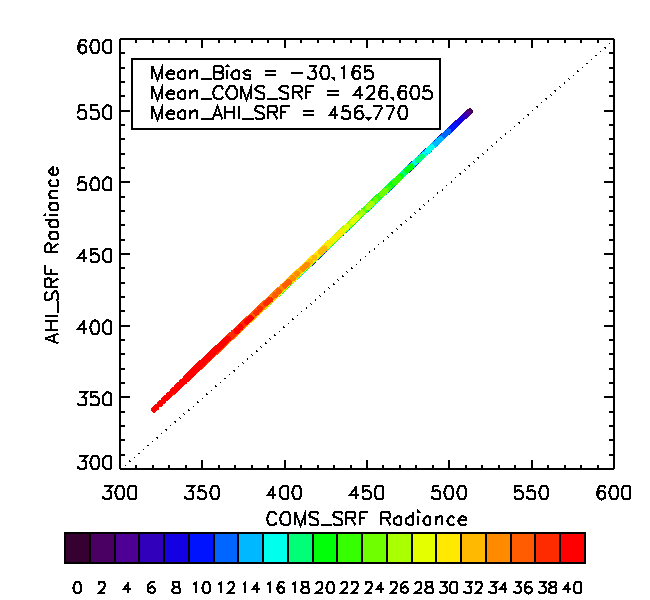 Mean_Bias = -30.165
Mean_COMS_SRF = 426.605
Mean_AHI_SRF = 456.770
600
550
500
450
400
350
300
AHI_SRF Radiance
300 350 400 450 500 550 600
COMS_SRF Radiance
0 2 4 6 8 10 12 14 16 18 20 22 24 26 28 30 32 34 36 38 40